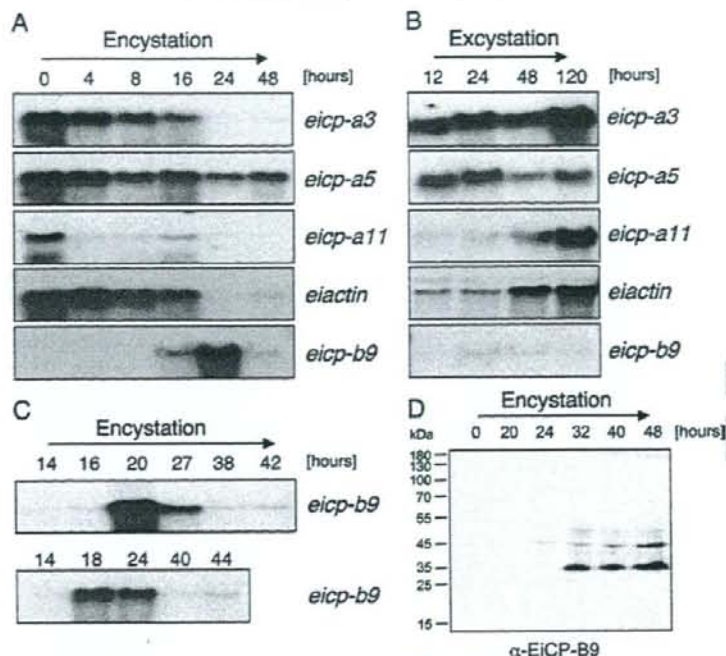 A
Encystation
0 4 8 16 24 48 [hours]
eicp-a3
eicp-a5
eicp-a11
eiactin
eicp-b9
B
Excystation
12 24 48 120 [hours]
eicp-a3
eicp-a5
eicp-a11
eiactin
eicp-b9
C
Encystation
14 16 20 27 38 42 [hours]
eicp-b9
14 18 24 40 44
eicp-b9
D
Encystation
kDa 0 20 24 32 40 48 [hours]
180
130
100
70
55
45
35
25
15
α-EiCP-B9